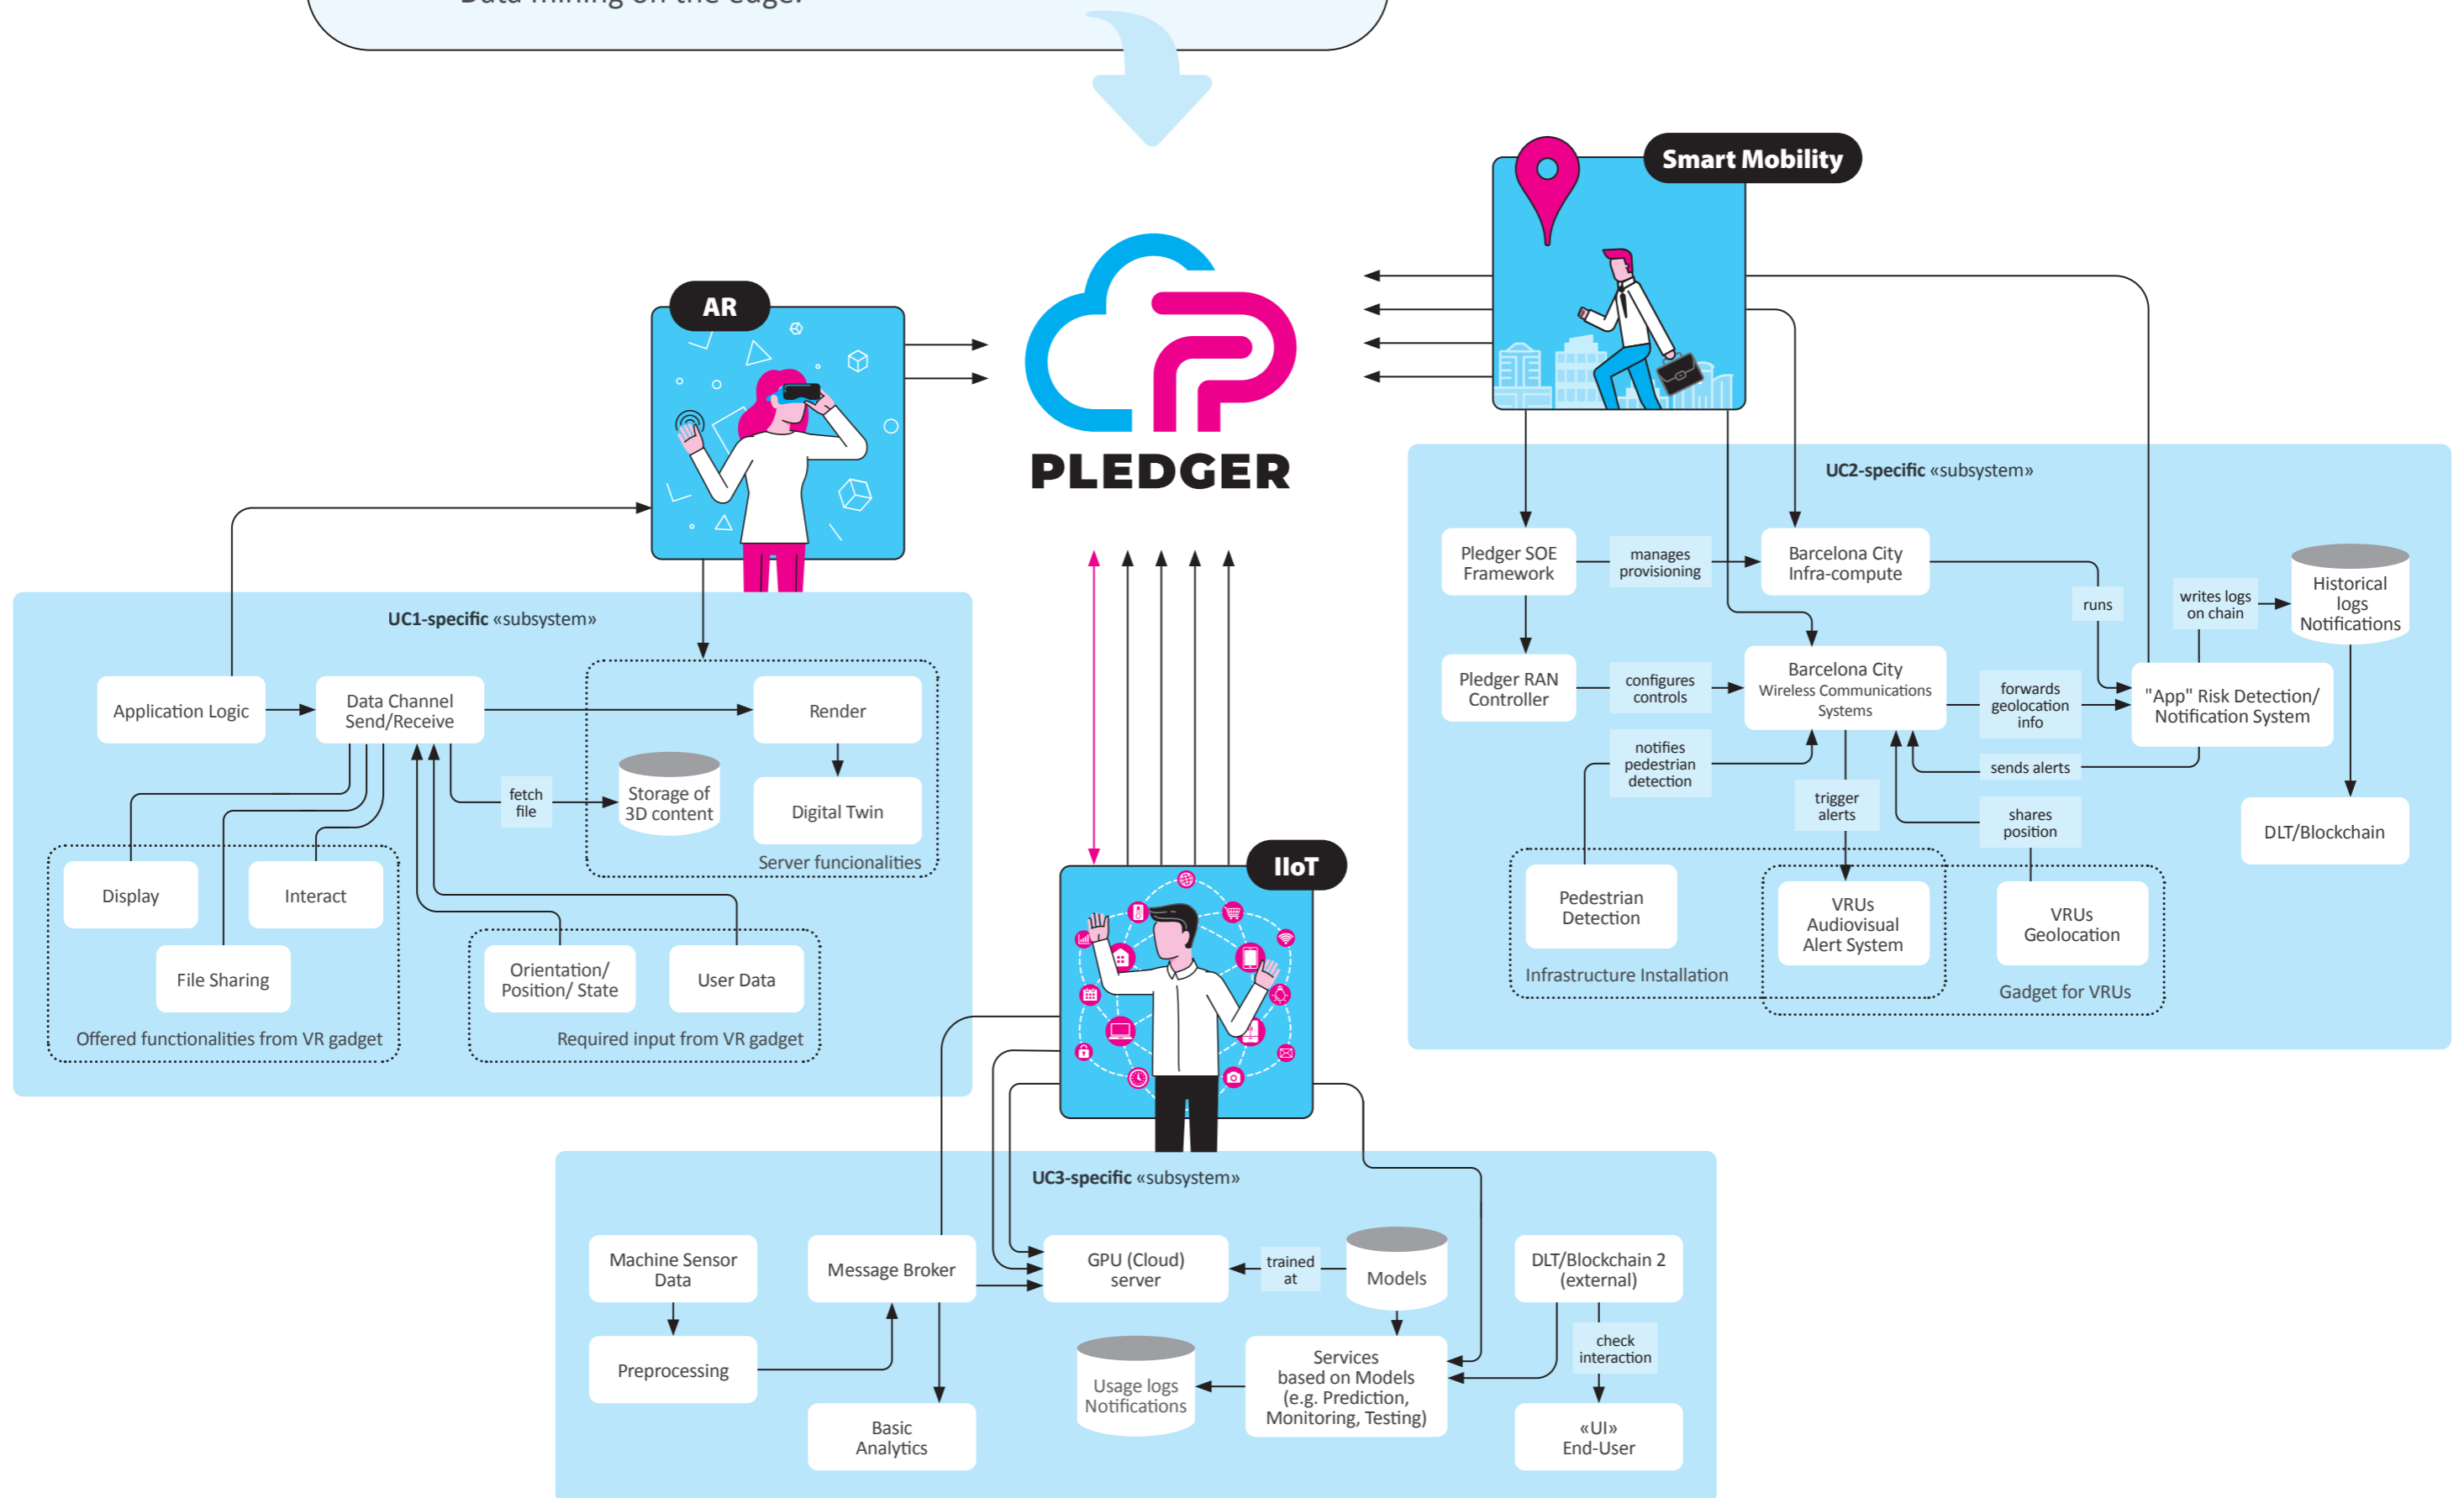 Data mining on the edge.
Smart Mobility
AR
PLEDGER
UC2-specific «subsystem»
Pledger SOE
Framework
manages
provisioning
Barcelona City
Infra-compute
runs
writes logs
on chain
Historical
logs
Notifications
Pledger RAN
Controller
configures
controls
Barcelona City
Wireless Communications
Systems
forwards
geolocation
info
"App" Risk Detection/
Notification System
notifies
pedestrian
detection
trigger
alerts
sends alerts
shares
position
DLT/Blockchain
Pedestrian
Detection
VRUs
Audiovisual
Alert System
VRUs
Geolocation
Infrastructure Installation
Gadget for VRUs
UC1-specific «subsystem»
Application Logic
Data Channel
Send/Receive
Render
fetch
file
Storage of
3D content
Digital Twin
Server funcionalities
Display
Interact
File Sharing
Offered functionalities from VR gadget
Orientation/
Position/ State
User Data
Required input from VR gadget
IIoT
UC3-specific «subsystem»
Machine Sensor
Data
Message Broker
GPU (Cloud)
server
trained
at
Models
DLT/Blockchain 2
(external)
Preprocessing
Basic
Analytics
Usage logs
Notifications
Services
based on Models
(e.g. Prediction,
Monitoring, Testing)
check
interaction
«UI»
End-User